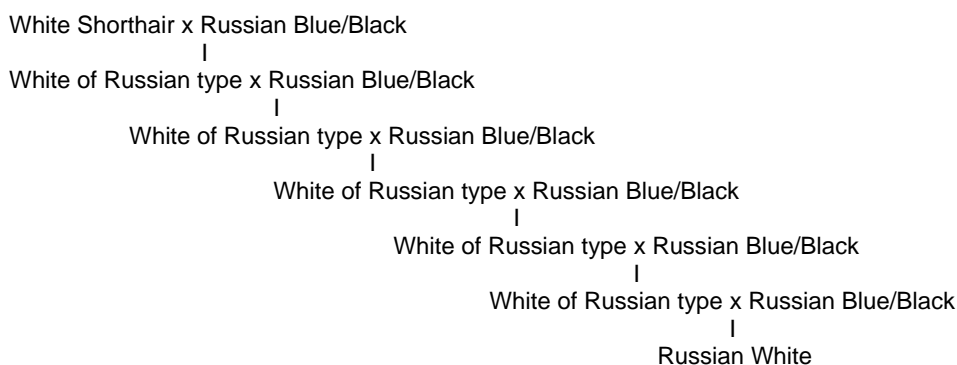 White Shorthair x Russian Blue/Black
I
White of Russian type x Russian Blue/Black
I
White of Russian type x Russian Blue/Black
I
White of Russian type x Russian Blue/Black
I
White of Russian type x Russian Blue/Black
I
White of Russian type x Russian Blue/Black
I
Russian White